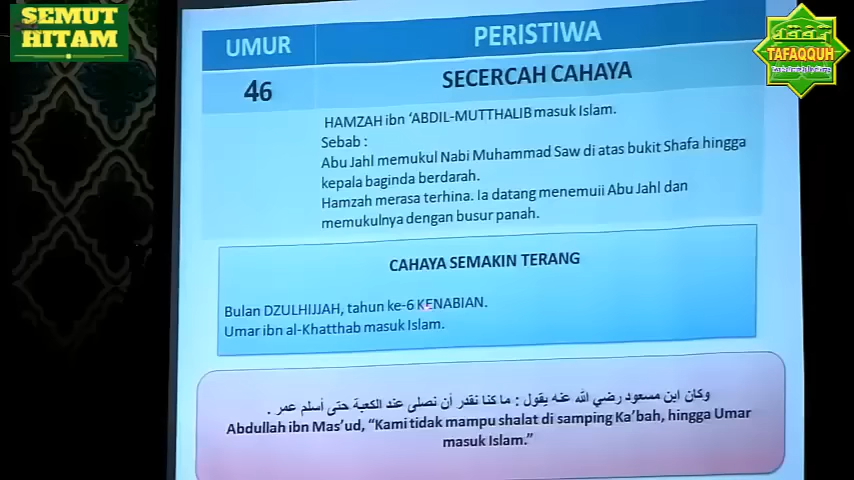 SEMUT
HITAM
TAFAQQUH
UMUR PERISTIWA
46 SECERCAH CAHAYA
HAMZAH ibn ‘ABDIL-MUTTHALIB masuk Islam.
Sebab :
Abu Jahl memukul Nabi Muhammad Saw di atas bukit Shafa hingga
kepala baginda berdarah.
Hamzah merasa terhina. Ia datang menemuii Abu Jahl dan
memukulnya dengan busur panah.
CAHAYA SEMAKIN TERANG
Bulan DZULHIJJAH, tahun ke-6 KENABIAN.
Umar ibn al-Khatthab masuk Islam.
وكان ابن مسعود رضي الله عنه يقول : ما كنا نقدر أن نصلى عند الكعبة حتى أسلم عمر .
Abdullah ibn Mas’ud, “Kami tidak mampu shalat di samping Ka’bah, hingga Umar
masuk Islam.”